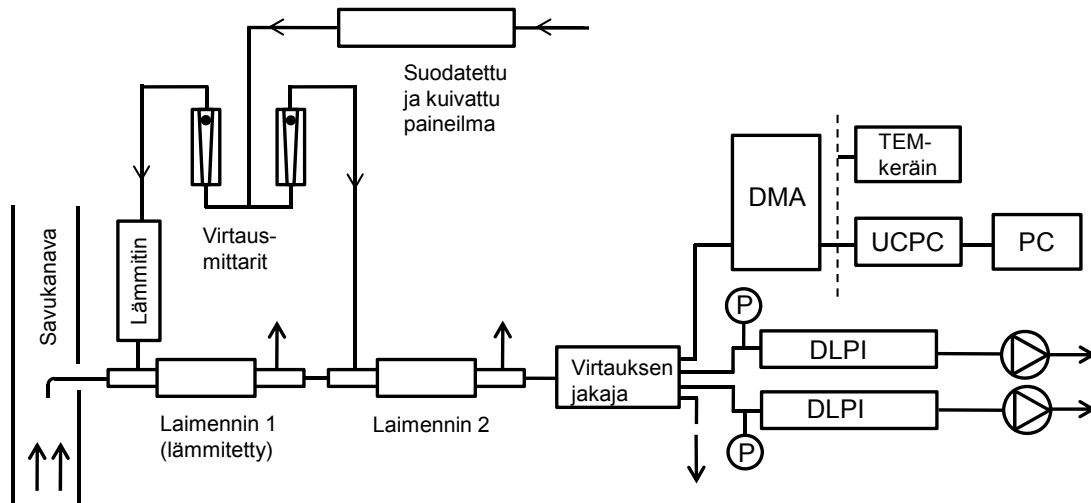 Suodatettu
ja kuivattu
paineilma
Virtaus-
mittarit
Lämmitin
Savukanava
Laimennin 1
(lämmitetty)
Laimennin 2
Virtauksen
jakaja
DMA
TEM-
keräin
UCPC
PC
P
DLPI
DLPI
P